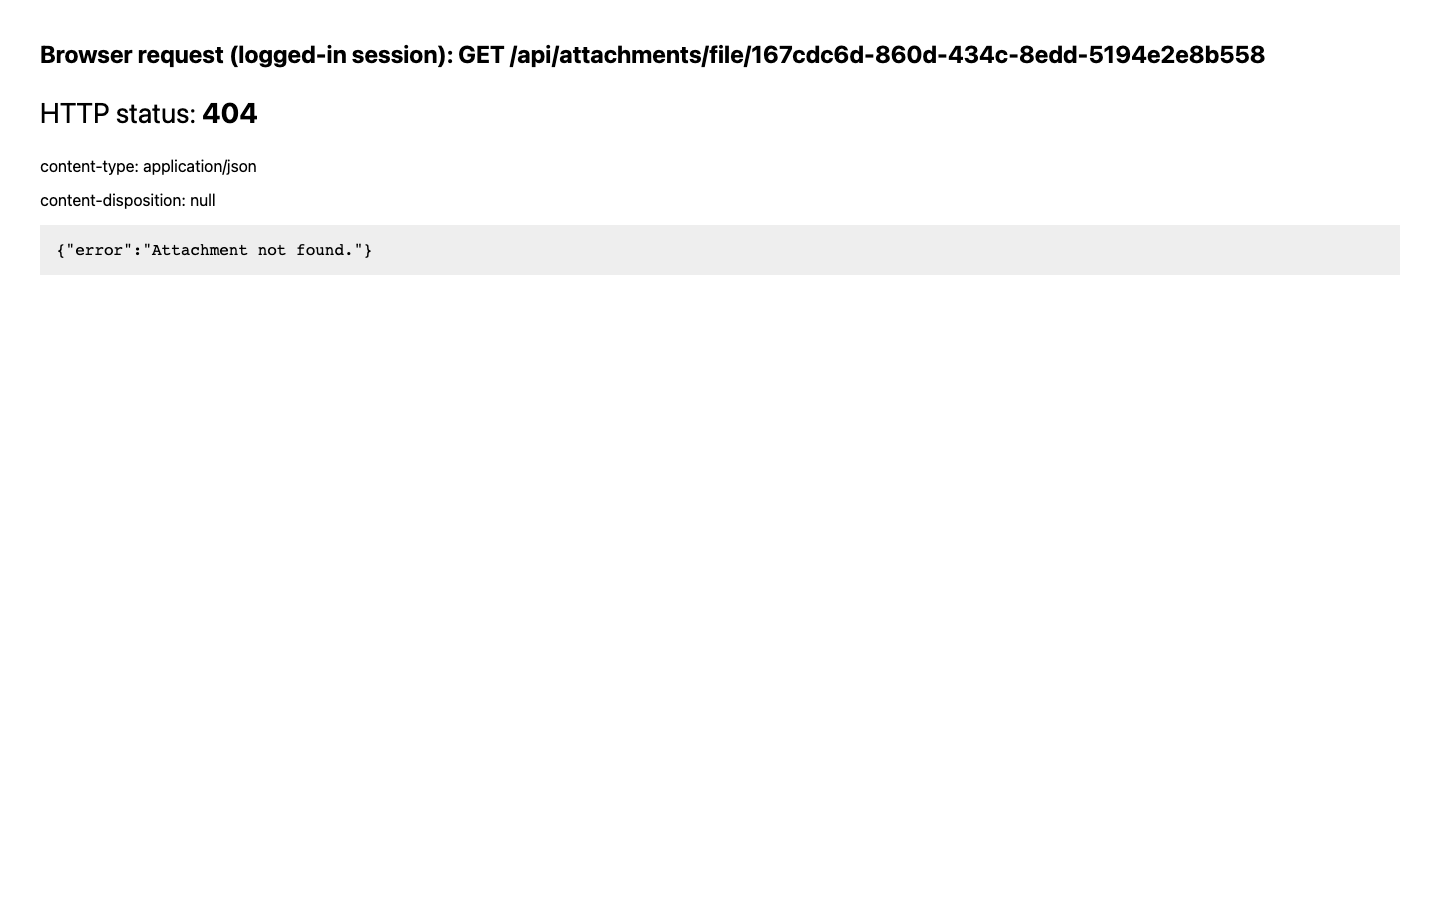 Browser request (logged-in session): GET /api/attachments/file/167cdc6d-860d-434c-8edd-5194e2e8b558
HTTP status: 404
content-type: application/json
content-disposition: null
{"error":"Attachment not found."}